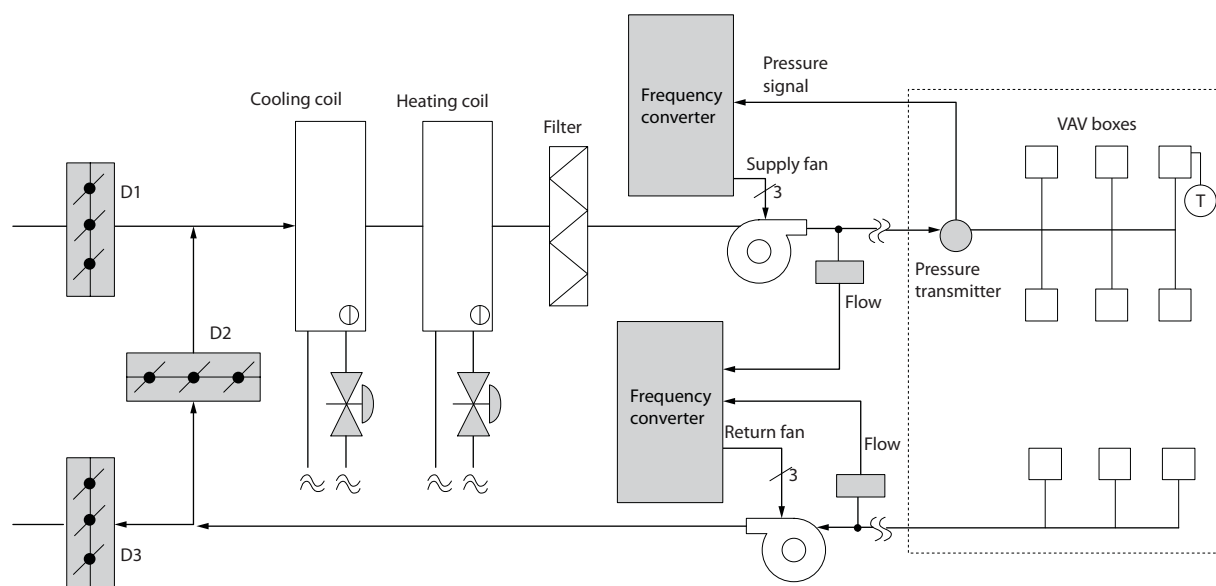 Cooling coil
Heating coil
Filter
Frequency
converter
Pressure
signal
VAV boxes
D1
Supply fan
3
T
Pressure
transmitter
Flow
D2
Frequency
converter
Return fan
Flow
3
D3